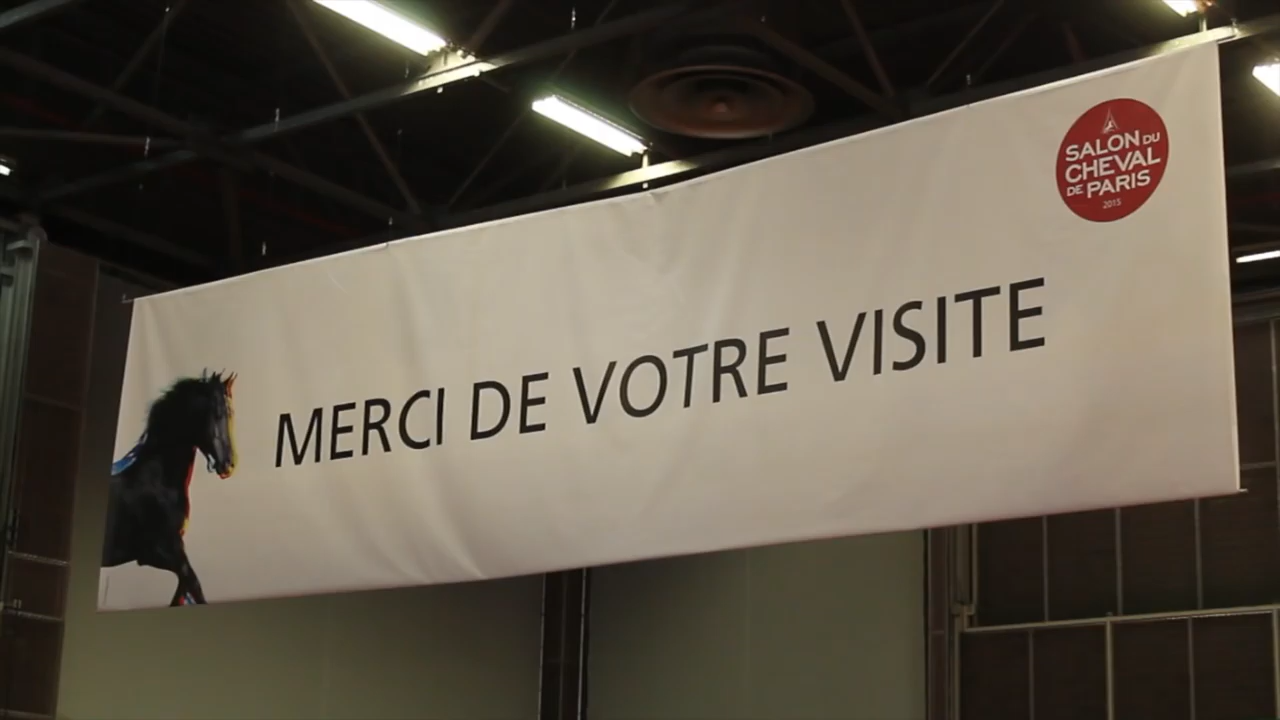 SALON DU
CHEVAL
DE PARIS
2015
MERCI DE VOTRE VISITE